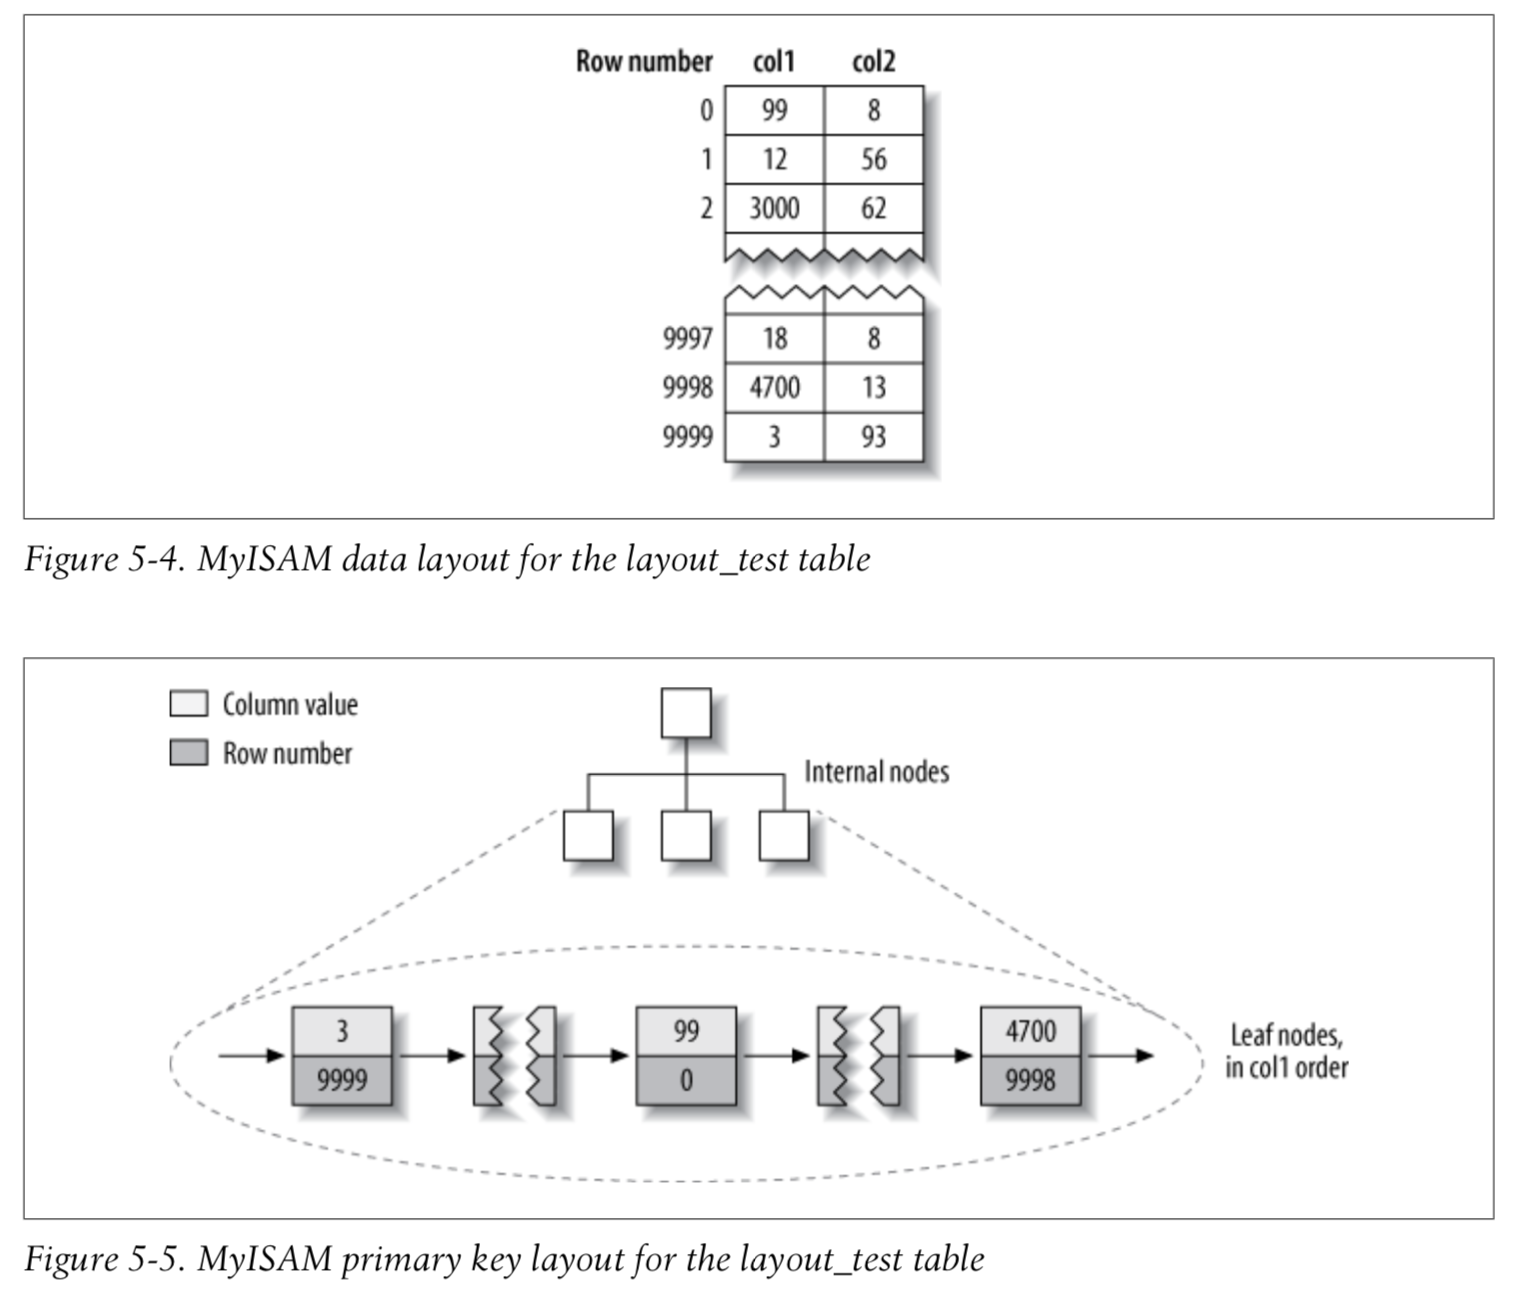 Row number col1 col2
0 99 8
1 12 56
2 3000 62
9997 18 8
9998 4700 13
9999 3 93
Figure 5-4. MyISAM data layout for the layout_test table
Column value
Row number
Internal nodes
3 99 4700
9999 0 9998
Leaf nodes,
in col1 order
Figure 5-5. MyISAM primary key layout for the layout_test table